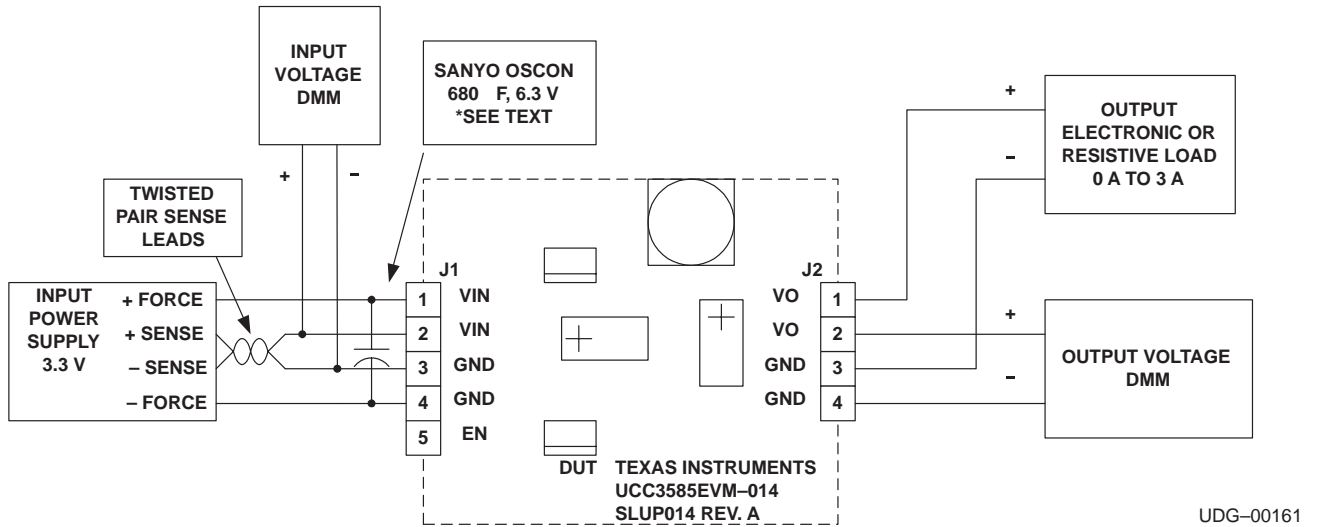 INPUT
VOLTAGE
DMM
SANYO OSCON
680 F, 6.3 V
*SEE TEXT
+
–
TWISTED
PAIR SENSE
LEADS
INPUT
POWER
SUPPLY
3.3 V
+ FORCE
+ SENSE
– SENSE
– FORCE
J1
1 VIN
2 VIN
3 GND
4 GND
5 EN
J2
VO 1
VO 2
GND 3
GND 4
+
–
OUTPUT
ELECTRONIC OR
RESISTIVE LOAD
0 A TO 3 A
+
–
OUTPUT VOLTAGE
DMM
DUT TEXAS INSTRUMENTS
UCC3585EVM–014
SLUP014 REV. A
UDG–00161